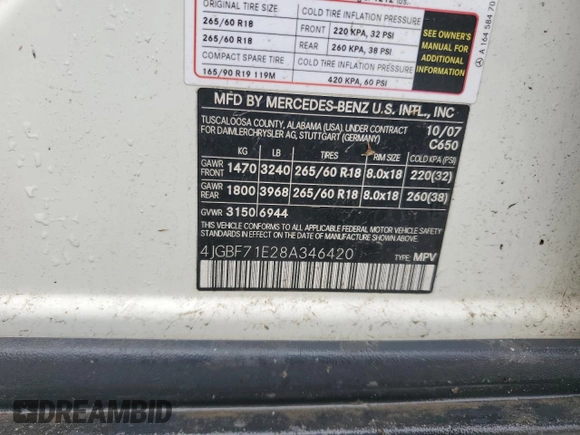 1212 lbs.
ORIGINAL TIRE SIZE COLD TIRE INFLATION PRESSURE
265/60 R18 FRONT 220 KPA, 32 PSI
265/60 R18 REAR 260 KPA, 38 PSI
COMPACT SPARE TIRE COLD TIRE INFLATION PRESSURE
165/90 R19 119M 420 KPA, 60 PSI
SEE OWNER'S
MANUAL FOR
ADDITIONAL
INFORMATION
A 164 584 70
MFD BY MERCEDES-BENZ U.S. INTL., INC
TUSCALOOSA COUNTY, ALABAMA (USA). UNDER CONTRACT 10/07
FOR DAIMLERCHRYSLER AG, STUTTGART (GERMANY) C650
KG LB TIRES RIM SIZE COLD KPA (PSI)
GAWR FRONT 1470 3240 265/60 R18 8.0x18 220(32)
GAWR REAR 1800 3968 265/60 R18 8.0x18 260(38)
GVWR 3150 6944
THIS VEHICLE CONFORMS TO ALL APPLICABLE FEDERAL MOTOR VEHICLE
SAFETY STANDARDS IN EFFECT ON THE DATE OF MANUFACTURE SHOWN ABOVE.
4JGBF71E28A346420 TYPE: MPV
DREAMBID